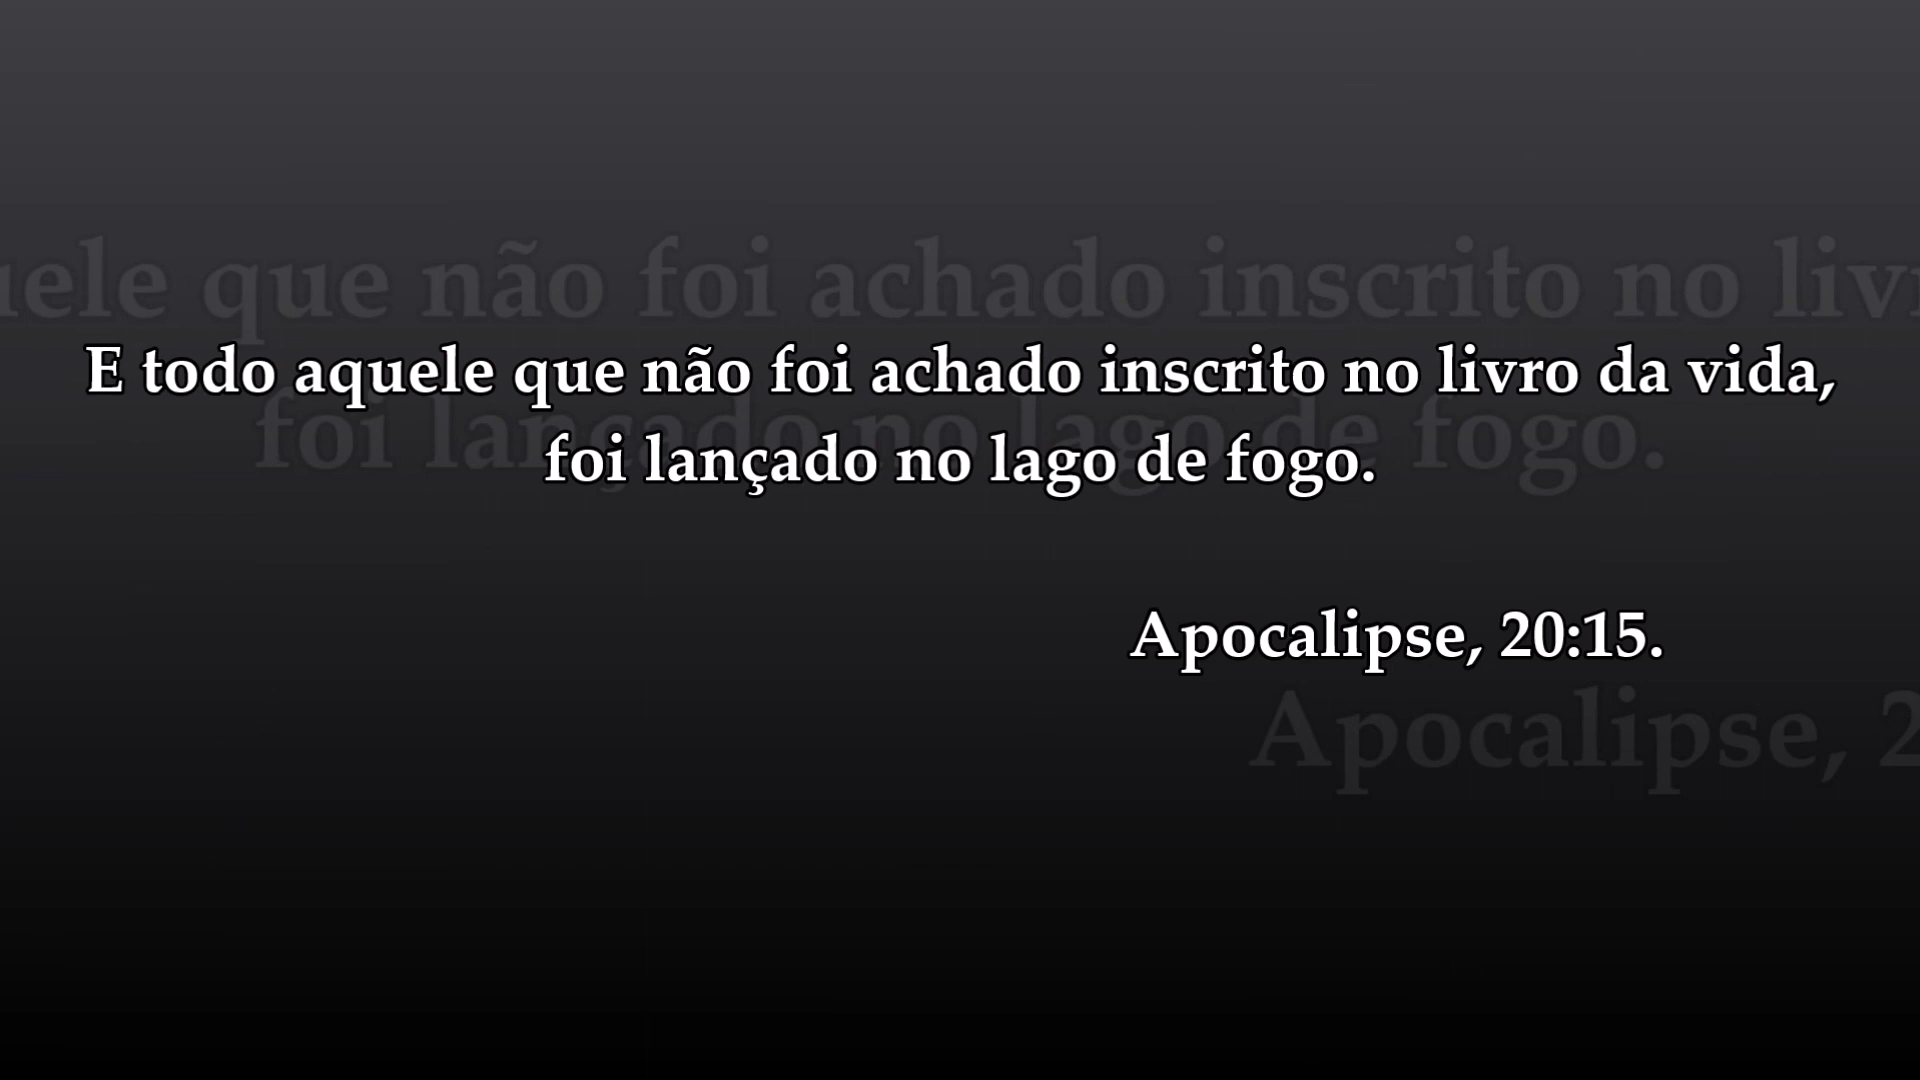 E todo aquele que não foi achado inscrito no livro da vida,
foi lançado no lago de fogo.
Apocalipse, 20:15.